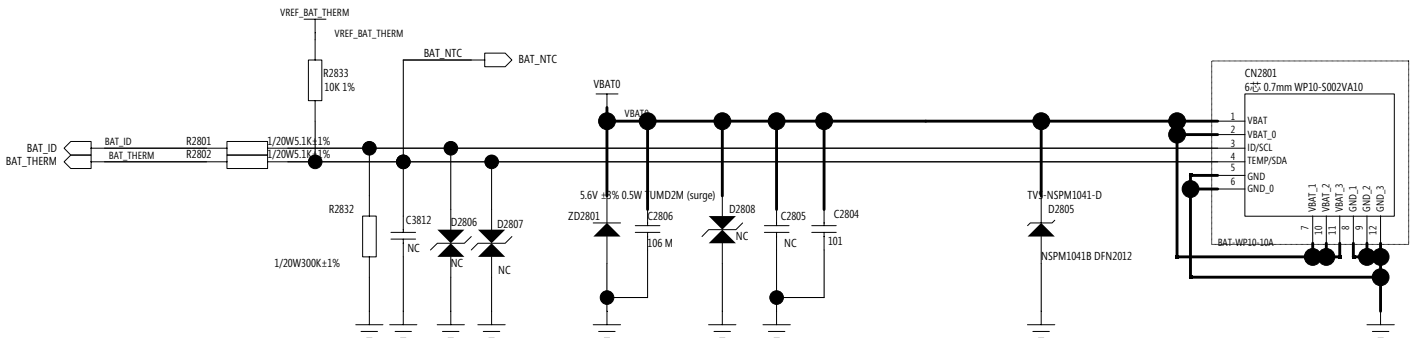 VREF_BAT_THERM
VREF_BAT_THERM
BAT_NTC
BAT_NTC
R2833
10K 1%
VBAT0
VBAT0
CN2801
6芯 0.7mm WP10-S002VA10
BAT_ID
BAT_ID
R2801
1/20W5.1K±1%
BAT_THERM
BAT_THERM
R2802
1/20W5.1K±1%
1
VBAT
2
VBAT_0
3
ID/SCL
4
TEMP/SDA
5
GND
6
GND_0
VBAT_1
VBAT_2
VBAT_3
GND_1
GND_2
GND_3
7
10
11
8
9
12
BAT-WP10-10A
R2832
1/20W300K±1%
C3812
NC
D2806
NC
D2807
NC
5.6V ±3% 0.5W TUMD2M (surge)
ZD2801
C2806
106 M
D2808
NC
C2805
NC
C2804
101
TVS-NSPM1041-D
D2805
NSPM1041B DFN2012